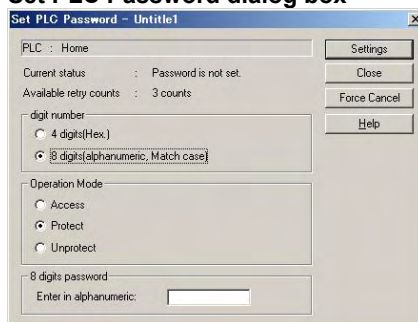 Set PLC Password dialog box
Set PLC Password - Untitle1
PLC : Home
Settings
Current status : Password is not set.
Close
Available retry counts : 3 counts
Force Cancel
digit number
Help
4 digits(Hex.)
8 digits(alphanumeric, Match case)
Operation Mode
Access
Protect
Unprotect
8 digits password
Enter in alphanumeric: